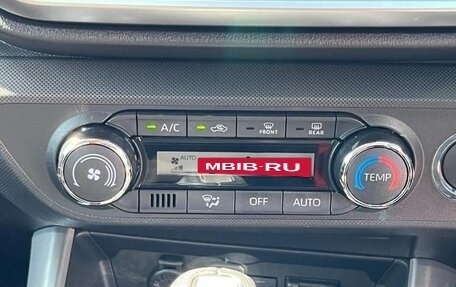 A/C
FRONT
REAR
AUTO
MBIB-RU
TEMP
OFF
AUTO